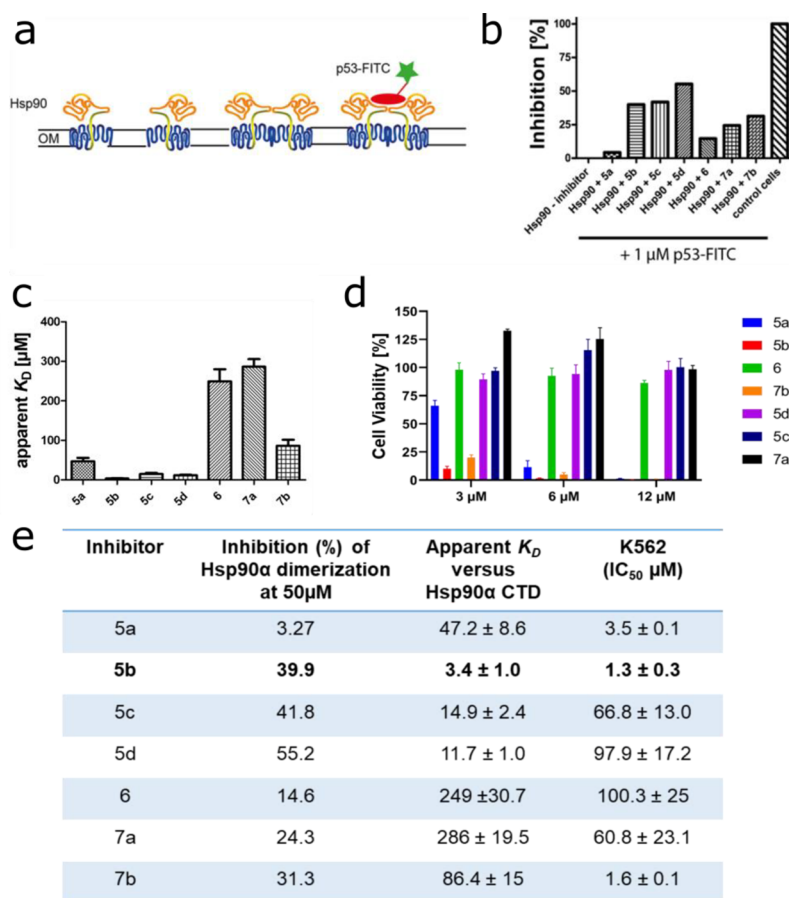 a
Hsp90
OM
p53-FITC
b
Inhibition [%]
100
75
50
25
0
Hsp90 - inhibitor
Hsp90 + 5a
Hsp90 + 5b
Hsp90 + 5c
Hsp90 + 5d
Hsp90 + 6
Hsp90 + 7a
Hsp90 + 7b
control cells
+ 1 µM p53-FITC
c
apparent KD [µM]
400
300
200
100
0
5a
5b
5c
5d
6
7a
7b
d
Cell Viability [%]
150
125
100
75
50
25
0
3 µM
6 µM
12 µM
5a
5b
6
7b
5d
5c
7a
e
Inhibitor Inhibition (%) of Apparent KD K562
Hsp90α dimerization versus (IC50 µM)
at 50µM Hsp90α CTD
5a 3.27 47.2 ± 8.6 3.5 ± 0.1
5b 39.9 3.4 ± 1.0 1.3 ± 0.3
5c 41.8 14.9 ± 2.4 66.8 ± 13.0
5d 55.2 11.7 ± 1.0 97.9 ± 17.2
6 14.6 249 ±30.7 100.3 ± 25
7a 24.3 286 ± 19.5 60.8 ± 23.1
7b 31.3 86.4 ± 15 1.6 ± 0.1